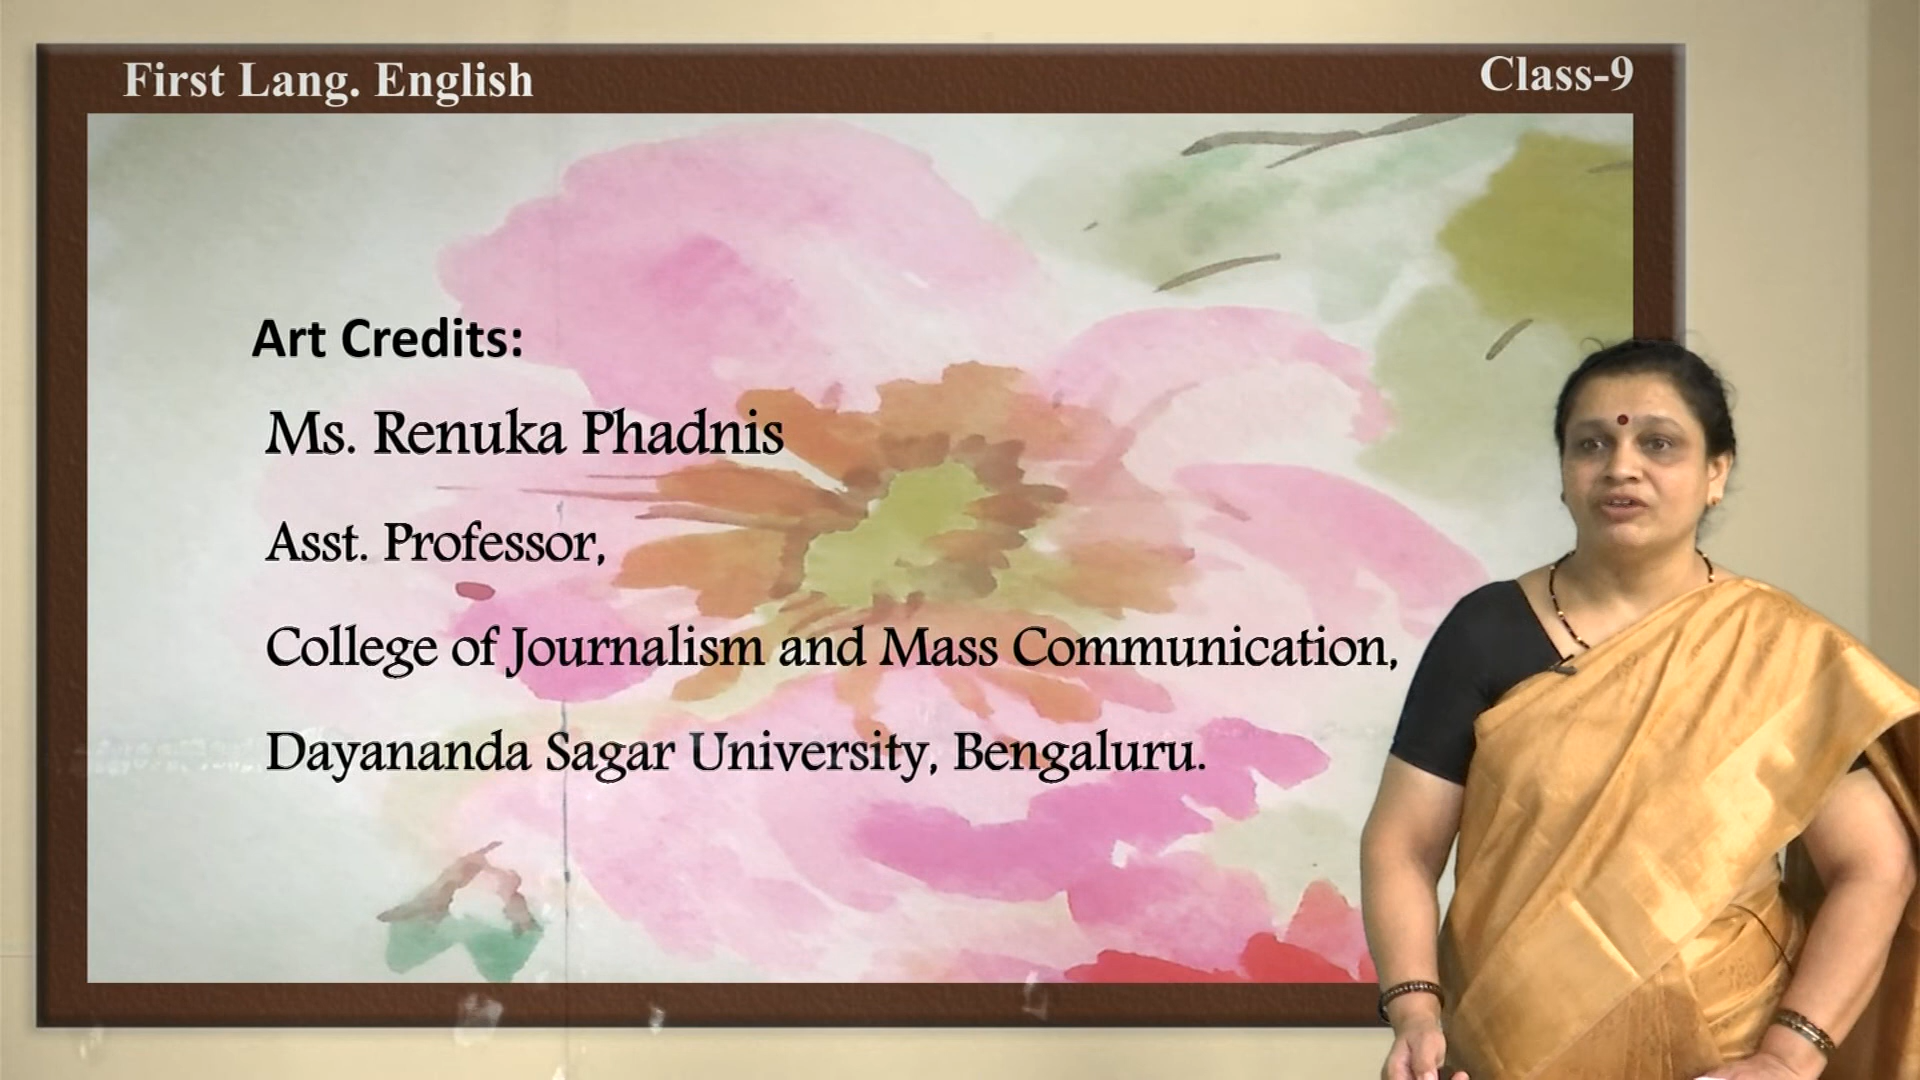 First Lang. English
Class-9
Art Credits:
Ms. Renuka Phadnis
Asst. Professor,
College of Journalism and Mass Communication,
Dayananda Sagar University, Bengaluru.